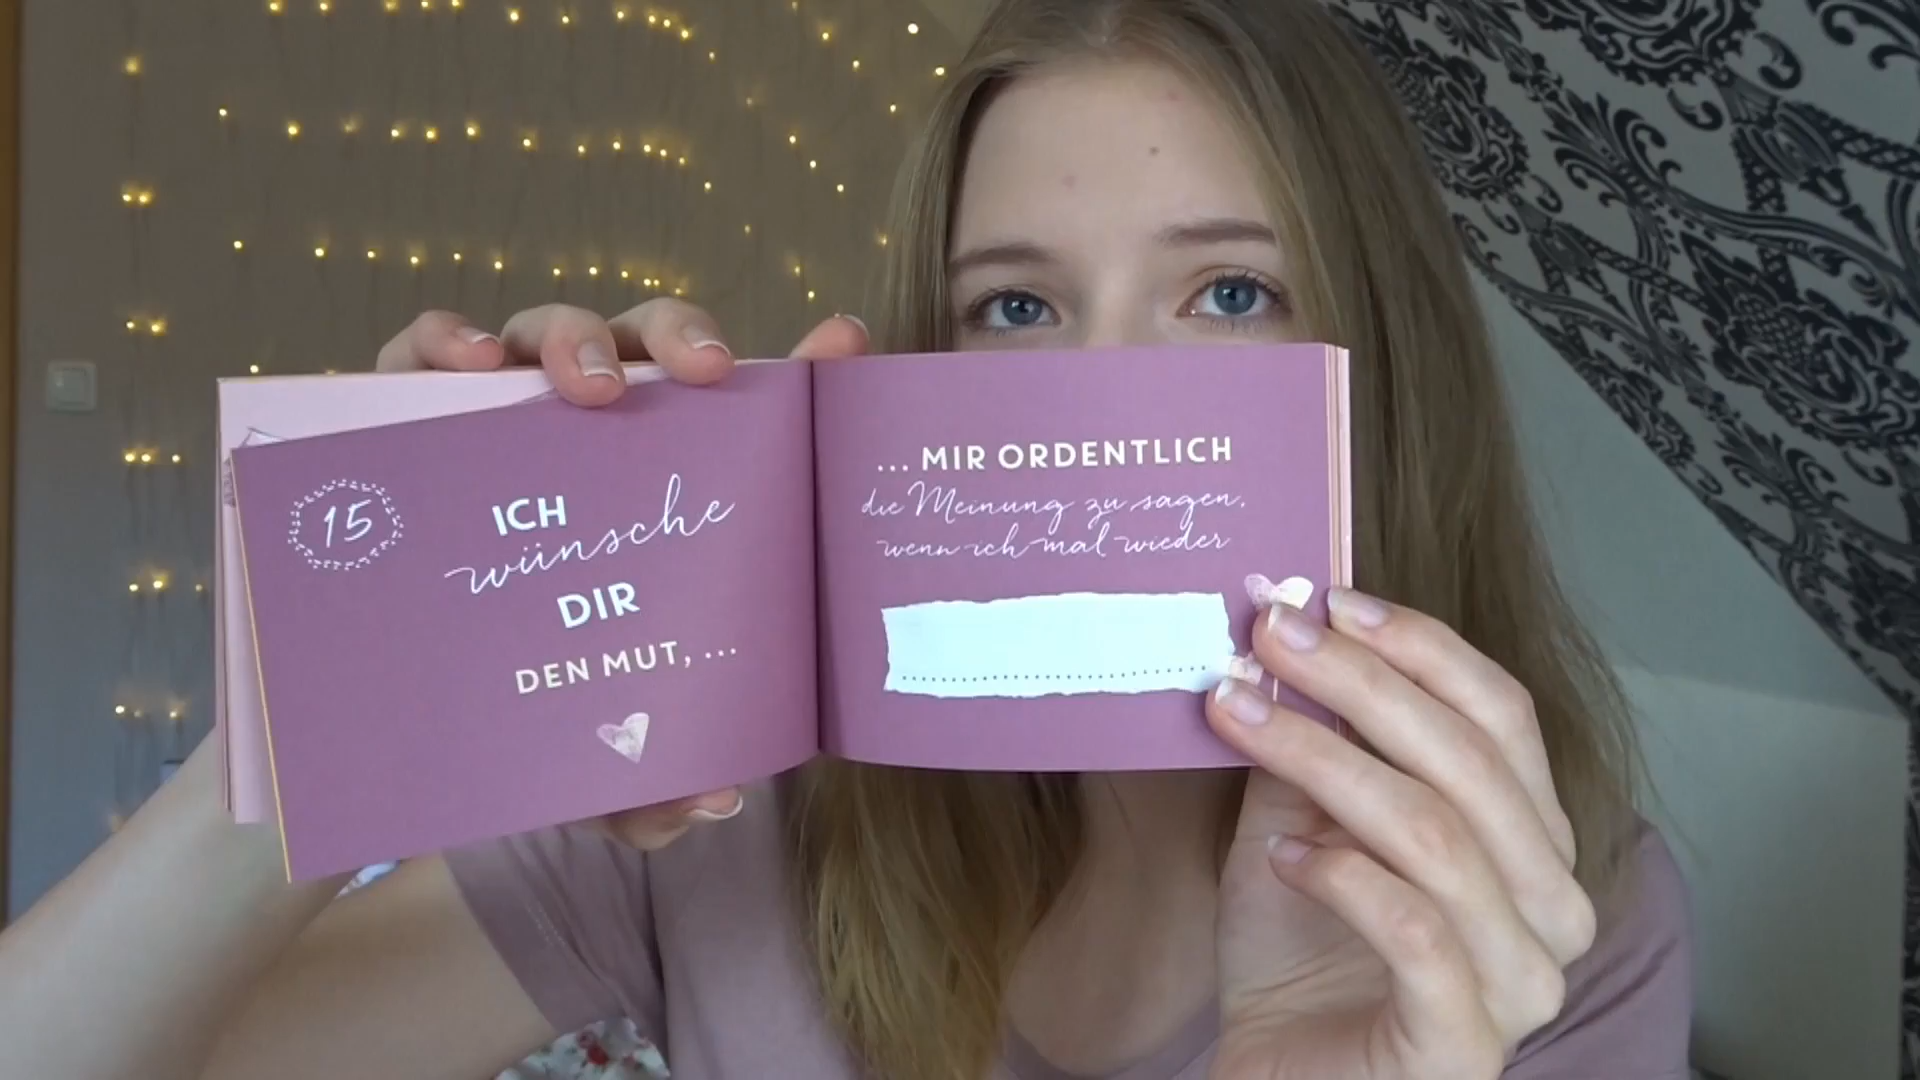 15
ICH
wünsche
DIR
DEN MUT, ...
... MIR ORDENTLICH
die Meinung zu sagen,
wenn ich mal wieder